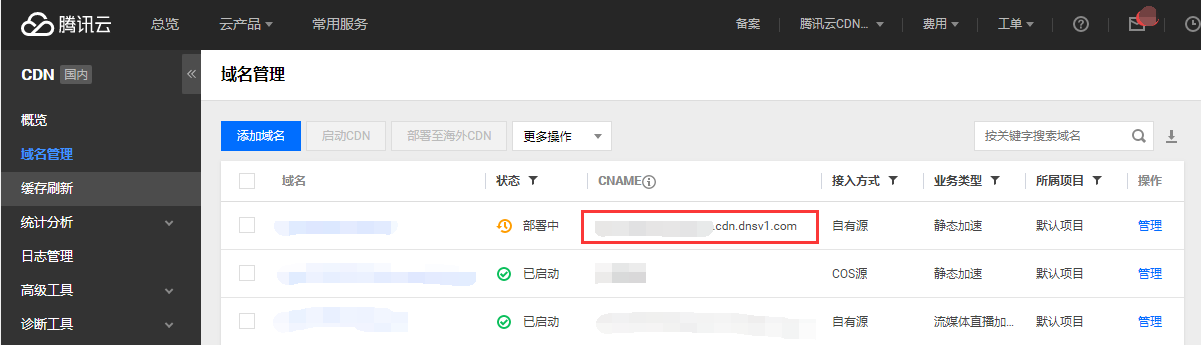 腾讯云 总览 云产品 常用服务 备案 腾讯云CDN... 费用 工单
CDN 国内
域名管理
概览
域名管理
缓存刷新
统计分析
日志管理
高级工具
诊断工具
添加域名 启动CDN 部署至海外CDN 更多操作 按关键字搜索域名
域名 状态 CNAME 接入方式 业务类型 所属项目 操作
部署中 .cdn.dnsv1.com 自有源 静态加速 默认项目 管理
已启动 COS源 静态加速 默认项目 管理
已启动 自有源 流媒体直播加... 默认项目 管理